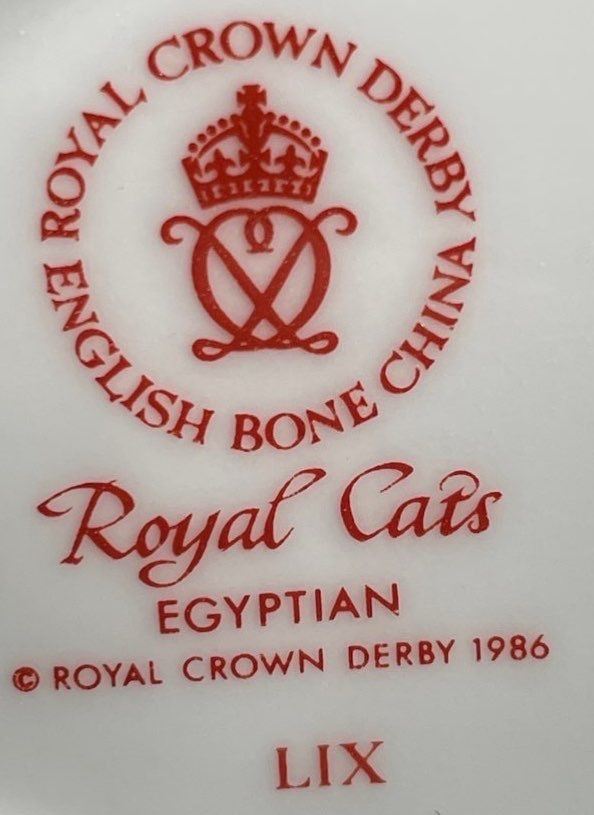 ROYAL CROWN DERBY
ENGLISH BONE CHINA
Royal Cats
EGYPTIAN
© ROYAL CROWN DERBY 1986
LIX